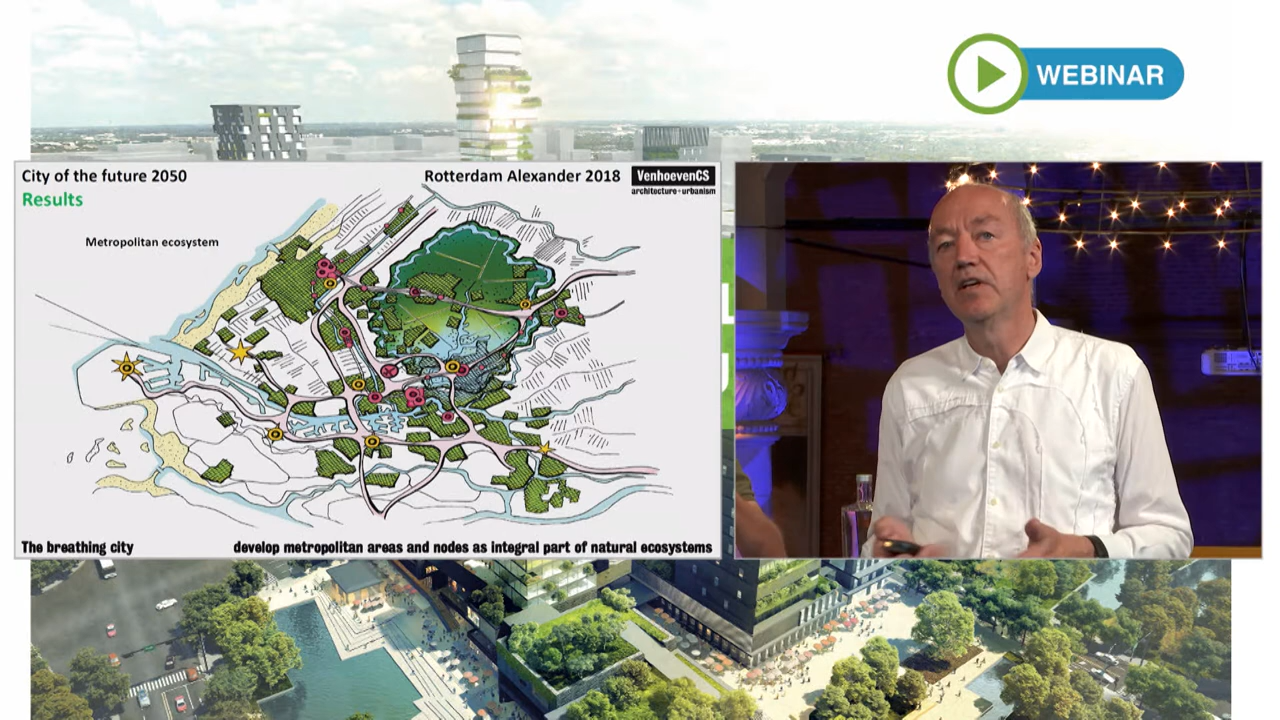 WEBINAR
City of the future 2050
Rotterdam Alexander 2018
VenhoevenCS
architecture+urbanism
Results
Metropolitan ecosystem
The breathing city
develop metropolitan areas and nodes as integral part of natural ecosystems